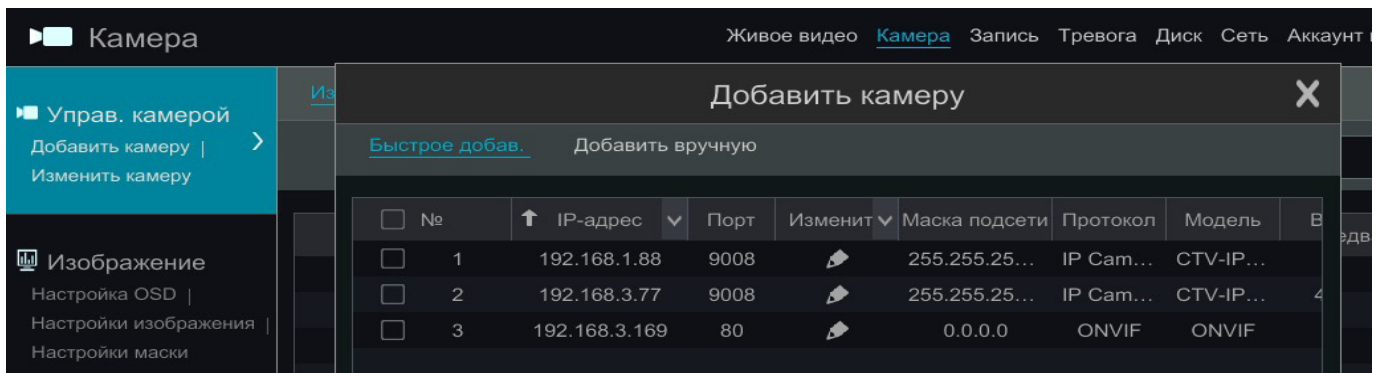 Камера
Живое видео Камера Запись Тревога Диск Сеть Аккаунт
Управ. камерой
Добавить камеру |
Изменить камеру
Добавить камеру
Быстрое добав. Добавить вручную
№ IP-адрес Порт Изменит Маска подсети Протокол Модель
1 192.168.1.88 9008 255.255.25... IP Cam... CTV-IP...
2 192.168.3.77 9008 255.255.25... IP Cam... CTV-IP...
3 192.168.3.169 80 0.0.0.0 ONVIF ONVIF
Изображение
Настройка OSD |
Настройки изображения |
Настройки маски